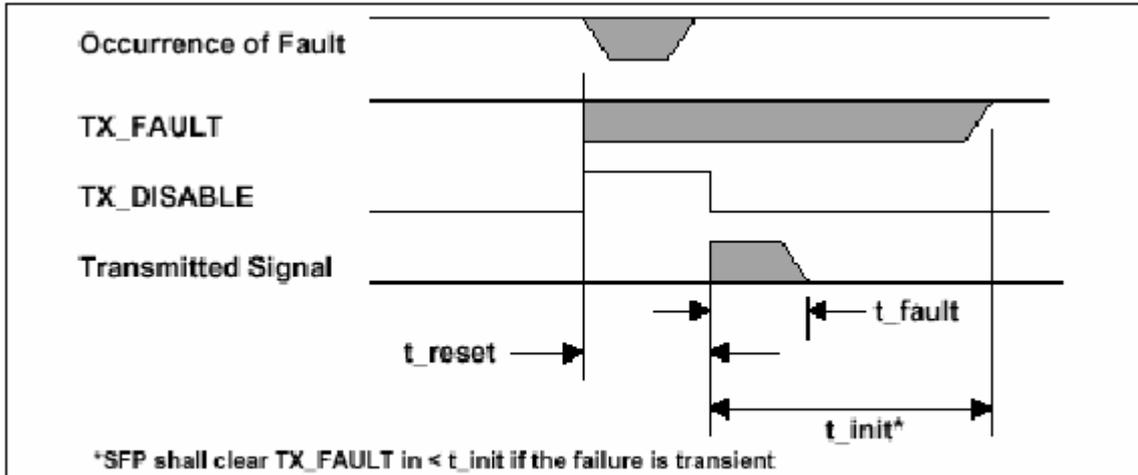 Occurrence of Fault
TX_FAULT
TX_DISABLE
Transmitted Signal
t_fault
t_reset
t_init*
*SFP shall clear TX_FAULT in < t_init if the failure is transient